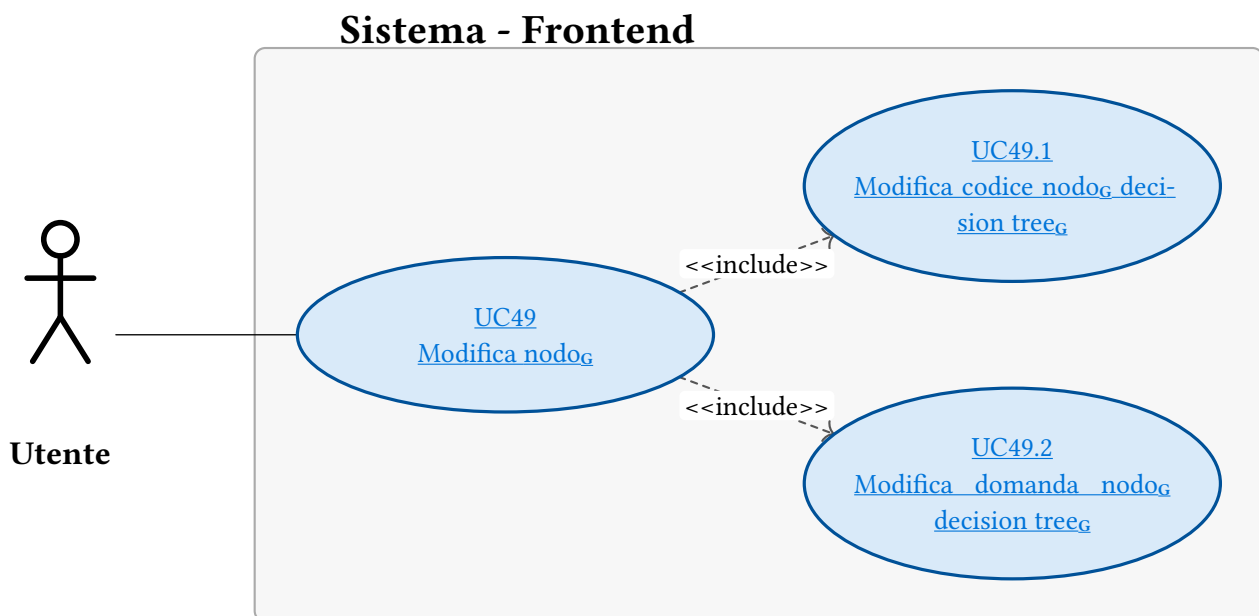 Sistema - Frontend
UC49.1
Modifica codice nodoG deci-
sion treeG
<<include>>
UC49
Modifica nodoG
<<include>>
Utente
UC49.2
Modifica domanda nodoG
decision treeG